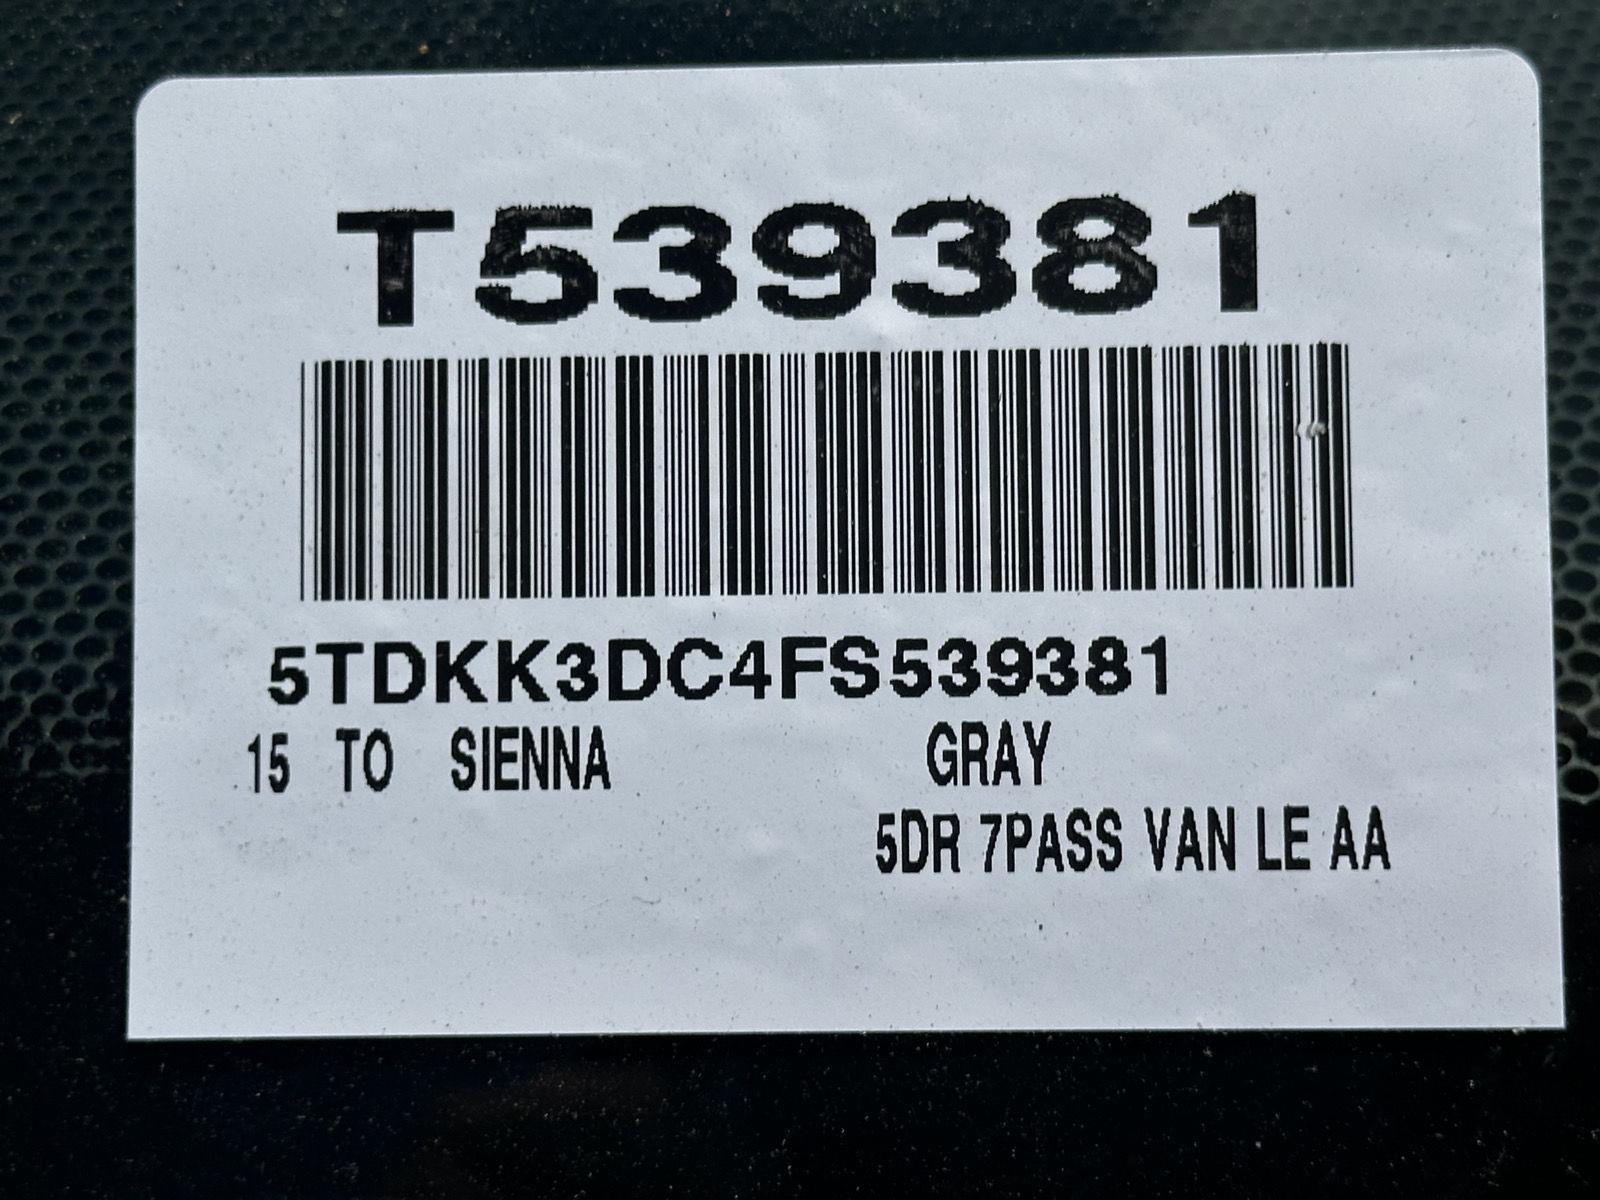 T539381
5TDKK3DC4FS539381
15 TO SIENNA GRAY
5DR 7PASS VAN LE AA